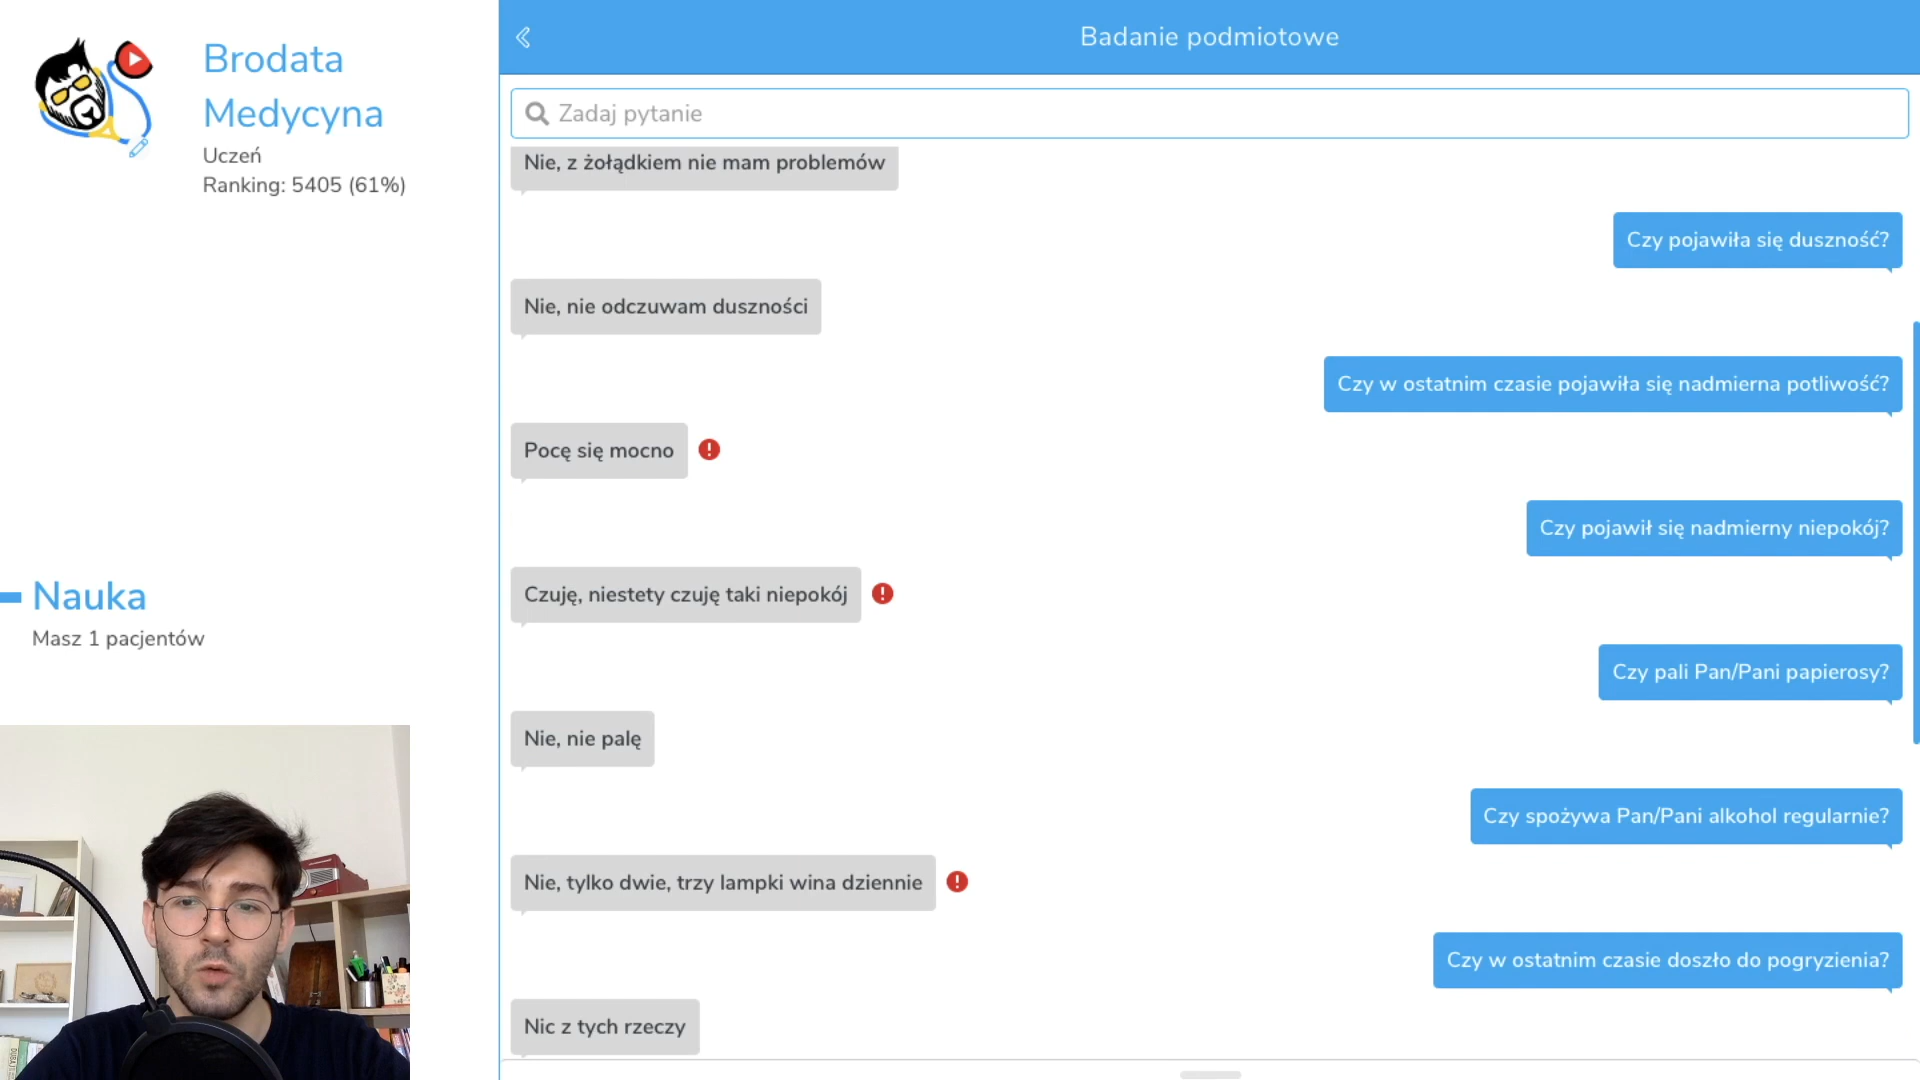 Brodata
Medycyna
Uczeń
Ranking: 5405 (61%)
Nauka
Masz 1 pacjentów
Badanie podmiotowe
Zadaj pytanie
Nie, z żołądkiem nie mam problemów
Czy pojawiła się duszność?
Nie, nie odczuwam duszności
Czy w ostatnim czasie pojawiła się nadmierna potliwość?
Pocę się mocno
Czy pojawił się nadmierny niepokój?
Czuję, niestety czuję taki niepokój
Czy pali Pan/Pani papierosy?
Nie, nie palę
Czy spożywa Pan/Pani alkohol regularnie?
Nie, tylko dwie, trzy lampki wina dziennie
Czy w ostatnim czasie doszło do pogryzienia?
Nic z tych rzeczy